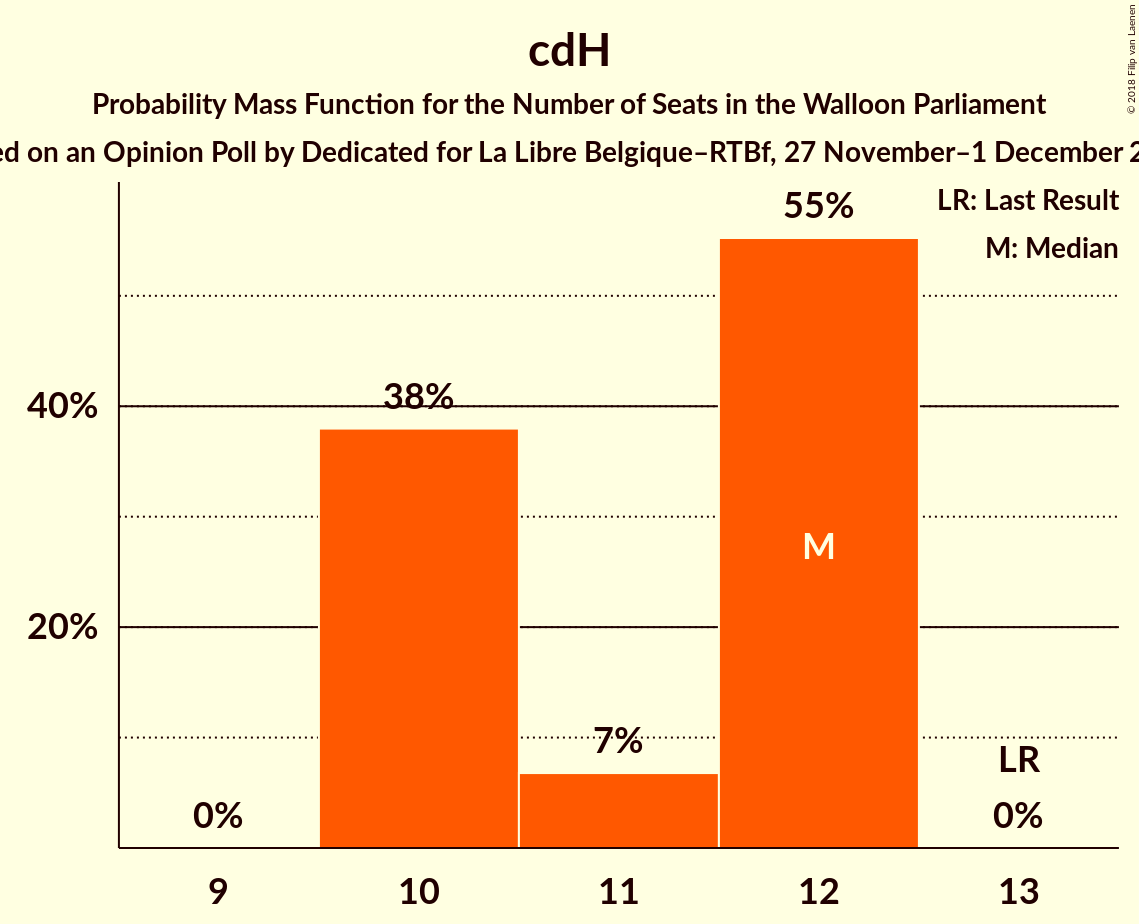 cdH
Probability Mass Function for the Number of Seats in the Walloon Parliament
ed on an Opinion Poll by Dedicated for La Libre Belgique–RTBf, 27 November–1 December 2
© 2018 Filip van Laenen
LR: Last Result
M: Median
55%
40%
38%
M
20%
7%
LR
0%
0%
9 10 11 12 13